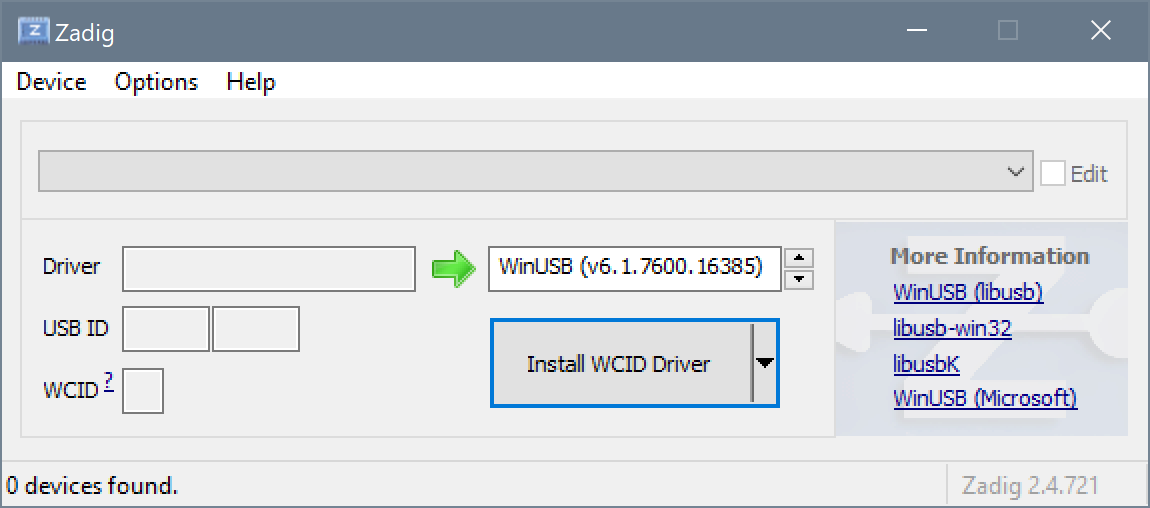 Zadig
Device Options Help
Edit
Driver
WinUSB (v6.1.7600.16385)
USB ID
WCID ?
Install WCID Driver
More Information
WinUSB (libusb)
libusb-win32
libusbK
WinUSB (Microsoft)
0 devices found.
Zadig 2.4.721